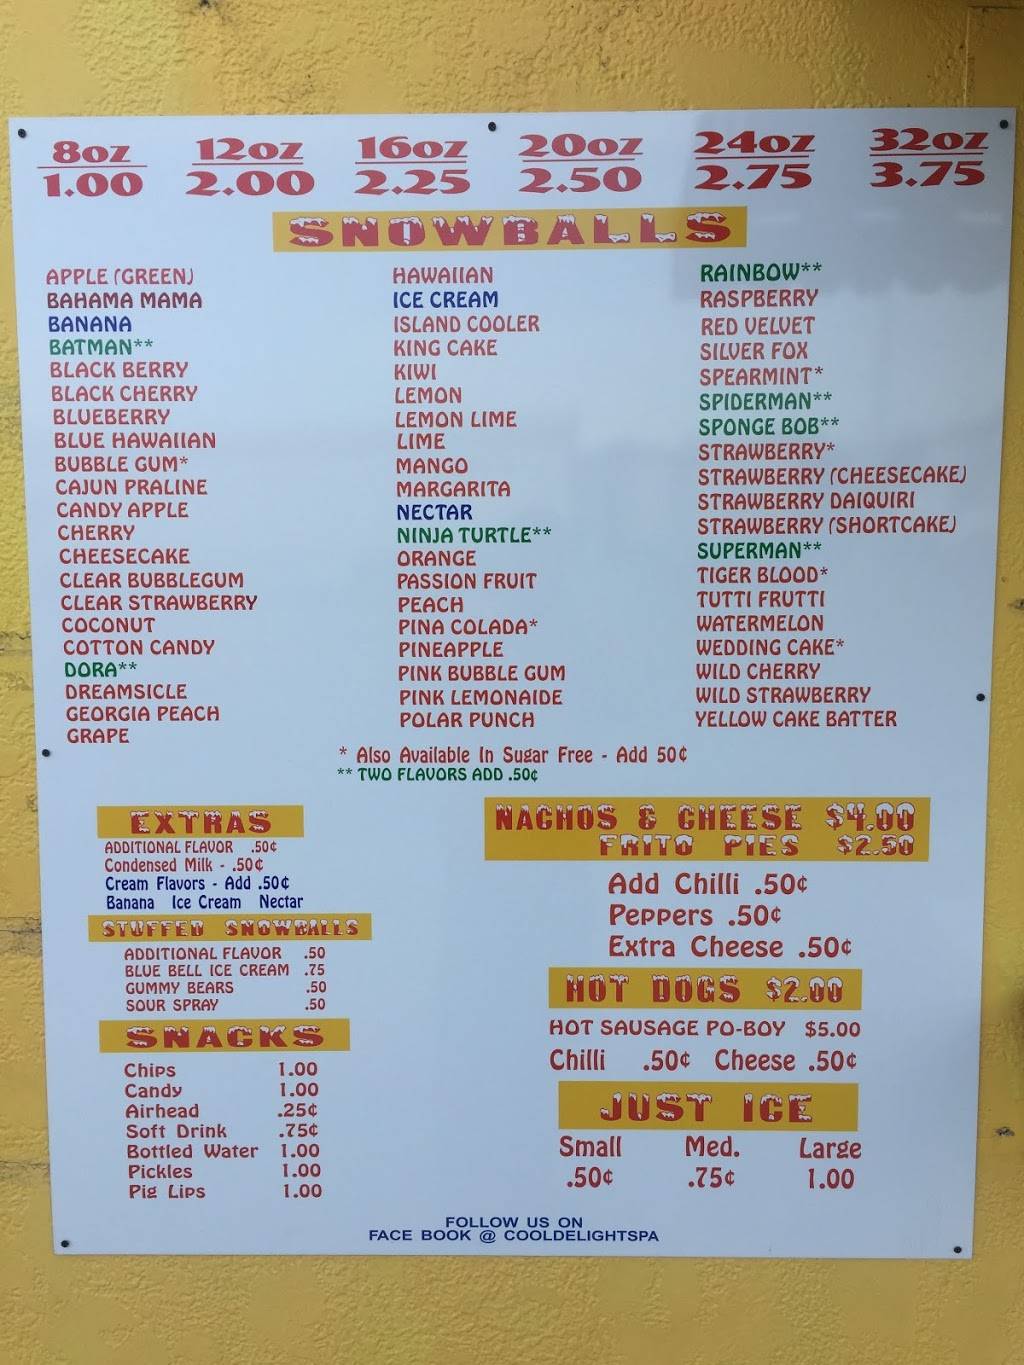 8oz 12oz 16oz 20oz 24oz 32oz
1.00 2.00 2.25 2.50 2.75 3.75
SNOWBALLS
APPLE (GREEN)
BAHAMA MAMA
BANANA
BATMAN**
BLACK BERRY
BLACK CHERRY
BLUEBERRY
BLUE HAWAIIAN
BUBBLE GUM*
CAJUN PRALINE
CANDY APPLE
CHERRY
CHEESECAKE
CLEAR BUBBLEGUM
CLEAR STRAWBERRY
COCONUT
COTTON CANDY
DORA**
DREAMSICLE
GEORGIA PEACH
GRAPE
HAWAIIAN
ICE CREAM
ISLAND COOLER
KING CAKE
KIWI
LEMON
LEMON LIME
LIME
MANGO
MARGARITA
NECTAR
NINJA TURTLE**
ORANGE
PASSION FRUIT
PEACH
PINA COLADA*
PINEAPPLE
PINK BUBBLE GUM
PINK LEMONAIDE
POLAR PUNCH
RAINBOW**
RASPBERRY
RED VELVET
SILVER FOX
SPEARMINT*
SPIDERMAN**
SPONGE BOB**
STRAWBERRY*
STRAWBERRY (CHEESECAKE)
STRAWBERRY DAIQUIRI
STRAWBERRY (SHORTCAKE)
SUPERMAN**
TIGER BLOOD*
TUTTI FRUTTI
WATERMELON
WEDDING CAKE*
WILD CHERRY
WILD STRAWBERRY
YELLOW CAKE BATTER
* Also Available In Sugar Free - Add 50¢
** TWO FLAVORS ADD .50¢
EXTRAS
ADDITIONAL FLAVOR .50¢
Condensed Milk - .50¢
Cream Flavors - Add .50¢
Banana Ice Cream Nectar
STUFFED SNOWBALLS
ADDITIONAL FLAVOR .50
BLUE BELL ICE CREAM .75
GUMMY BEARS .50
SOUR SPRAY .50
SNACKS
Chips 1.00
Candy 1.00
Airhead .25¢
Soft Drink .75¢
Bottled Water 1.00
Pickles 1.00
Pig Lips 1.00
NACHOS & CHEESE $4.00
FRITO PIES $2.50
Add Chilli .50¢
Peppers .50¢
Extra Cheese .50¢
HOT DOGS $2.00
HOT SAUSAGE PO-BOY $5.00
Chilli .50¢ Cheese .50¢
JUST ICE
Small Med. Large
.50¢ .75¢ 1.00
FOLLOW US ON
FACE BOOK @ COOLDELIGHTSPA